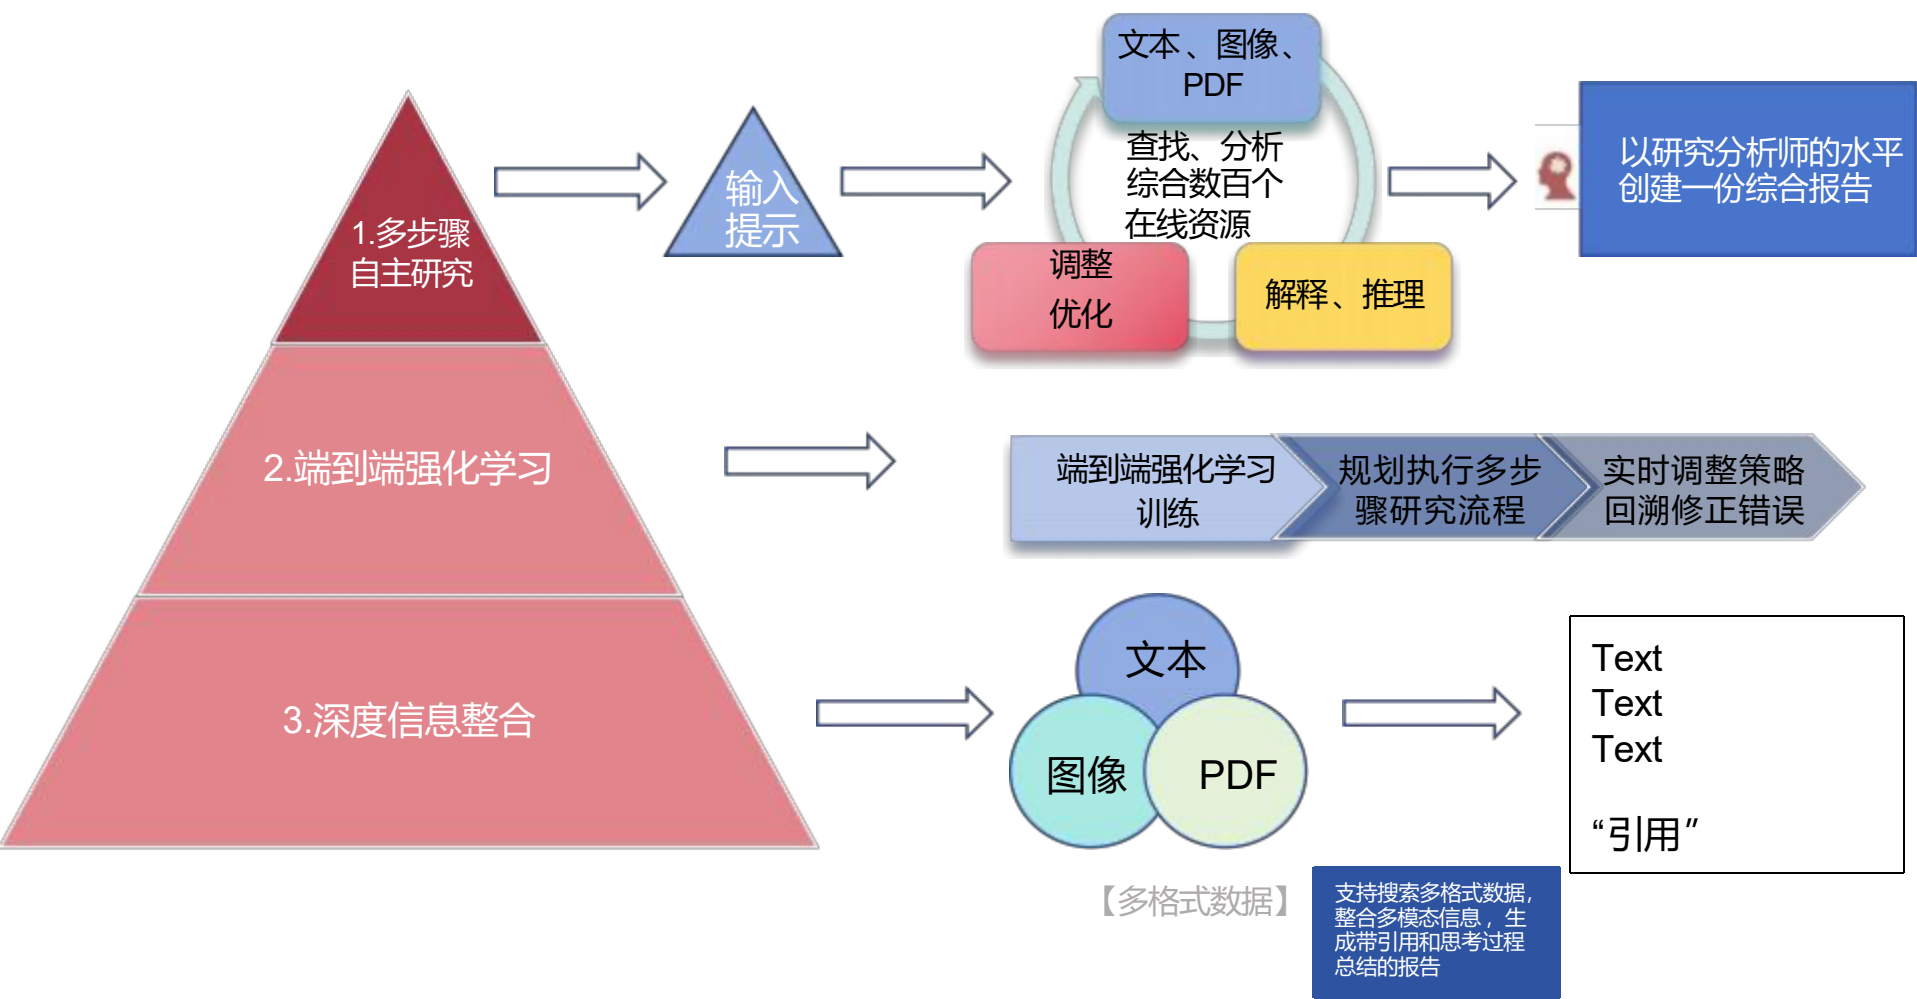 1.多步骤
自主研究
输入
提示
文本、图像、
PDF
查找、分析
综合数百个
在线资源
调整
优化
解释、推理
以研究分析师的水平
创建一份综合报告
2.端到端强化学习
端到端强化学习
训练
规划执行多步
骤研究流程
实时调整策略
回溯修正错误
3.深度信息整合
文本
图像
PDF
【多格式数据】
Text
Text
Text
“引用”
支持搜索多格式数据,
整合多模态信息，生
成带引用和思考过程
总结的报告